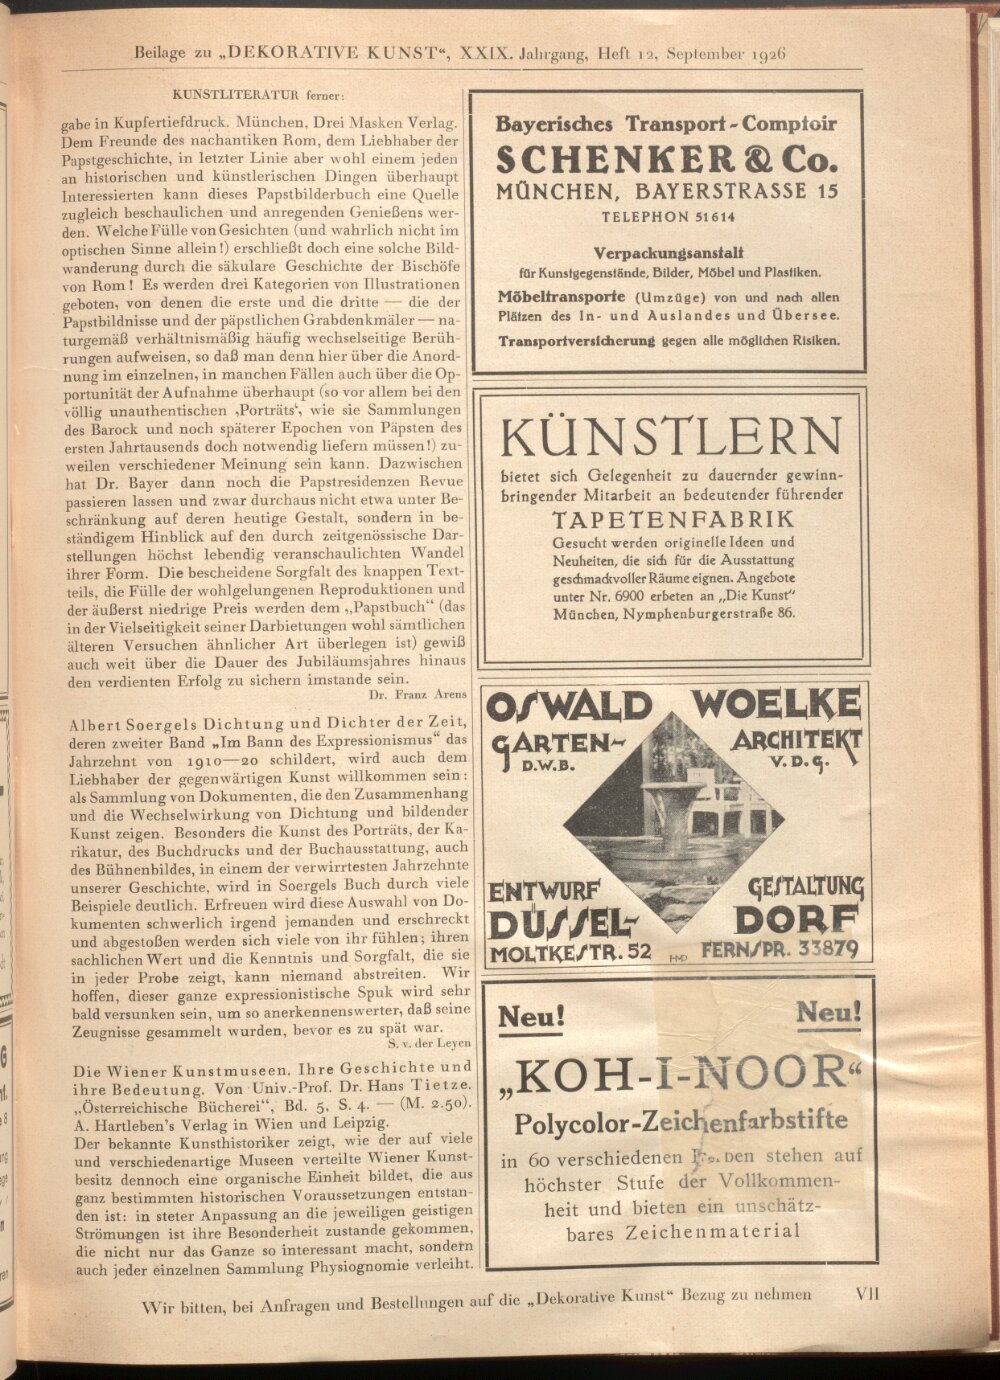 Beilage zu „DEKORATIVE KUNST“, XXIX. Jahrgang, Heft 12, September 1926
KUNSTLITERATUR ferner:
gabe in Kupfertiefdruck. München, Drei Masken Verlag.
Dem Freunde des nachantiken Rom, dem Liebhaber der
Papstgeschichte, in letzter Linie aber wohl einem jeden
an historischen und künstlerischen Dingen überhaupt
Interessierten kann dieses Papstbilderbuch eine Quelle
zugleich beschaulichen und anregenden Genießens wer-
den. Welche Fülle von Gesichten (und wahrlich nicht im
optischen Sinne allein!) erschließt doch eine solche Bild-
wanderung durch die säkulare Geschichte der Bischöfe
von Rom! Es werden drei Kategorien von Illustrationen
geboten, von denen die erste und die dritte — die der
Papstbildnisse und der päpstlichen Grabdenkmäler — na-
turgemäß verhältnismäßig häufig wechselseitige Berüh-
rungen aufweisen, so daß man denn hier über die Anord-
nung im einzelnen, in manchen Fällen auch über die Op-
portunität der Aufnahme überhaupt (so vor allem bei den
völlig unauthentischen ‚Porträts‘, wie sie Sammlungen
des Barock und noch späterer Epochen von Päpsten des
ersten Jahrtausends doch notwendig liefern müssen!) zu-
weilen verschiedener Meinung sein kann. Dazwischen
hat Dr. Bayer dann noch die Papstresidenzen Revue
passieren lassen und zwar durchaus nicht etwa unter Be-
schränkung auf deren heutige Gestalt, sondern in be-
ständigem Hinblick auf den durch zeitgenössische Dar-
stellungen höchst lebendig veranschaulichten Wandel
ihrer Form. Die bescheidene Sorgfalt des knappen Text-
teils, die Fülle der wohlgelungenen Reproduktionen und
der äußerst niedrige Preis werden dem „Papstbuch“ (das
in der Vielseitigkeit seiner Darbietungen wohl sämtlichen
älteren Versuchen ähnlicher Art überlegen ist) gewiß
auch weit über die Dauer des Jubiläumsjahres hinaus
den verdienten Erfolg zu sichern imstande sein.
Dr. Franz Arens
Albert Soergels Dichtung und Dichter der Zeit,
deren zweiter Band „Im Bann des Expressionismus“ das
Jahrzehnt von 1910—20 schildert, wird auch dem
Liebhaber der gegenwärtigen Kunst willkommen sein:
als Sammlung von Dokumenten, die den Zusammenhang
und die Wechselwirkung von Dichtung und bildender
Kunst zeigen. Besonders die Kunst des Porträts, der Ka-
rikatur, des Buchdrucks und der Buchausstattung, auch
des Bühnenbildes, in einem der verwirrtesten Jahrzehnte
unserer Geschichte, wird in Soergels Buch durch viele
Beispiele deutlich. Erfreuen wird diese Auswahl von Do-
kumenten schwerlich irgend jemanden und erschreckt
und abgestoßen werden sich viele von ihr fühlen; ihren
sachlichen Wert und die Kenntnis und Sorgfalt, die sie
in jeder Probe zeigt, kann niemand abstreiten. Wir
hoffen, dieser ganze expressionistische Spuk wird sehr
bald versunken sein, um so anerkennenswerter, daß seine
Zeugnisse gesammelt wurden, bevor es zu spät war.
S. v. der Leyen
Die Wiener Kunstmuseen. Ihre Geschichte und
ihre Bedeutung. Von Univ.-Prof. Dr. Hans Tietze.
„Österreichische Bücherei“, Bd. 5, S. 4. — (M. 2.50).
A. Hartleben's Verlag in Wien und Leipzig.
Der bekannte Kunsthistoriker zeigt, wie der auf viele
und verschiedenartige Museen verteilte Wiener Kunst-
besitz dennoch eine organische Einheit bildet, die aus
ganz bestimmten historischen Voraussetzungen entstan-
den ist: in steter Anpassung an die jeweiligen geistigen
Strömungen ist ihre Besonderheit zustande gekommen,
die nicht nur das Ganze so interessant macht, sondern
auch jeder einzelnen Sammlung Physiognomie verleiht.
Bayerisches Transport-Comptoir
SCHENKER & Co.
MÜNCHEN, BAYERSTRASSE 15
TELEPHON 51614
Verpackungsanstalt
für Kunstgegenstände, Bilder, Möbel und Plastiken.
Möbeltransporte (Umzüge) von und nach allen
Plätzen des In- und Auslandes und Übersee.
Transportversicherung gegen alle möglichen Risiken.
KÜNSTLERN
bietet sich Gelegenheit zu dauernder gewinn-
bringender Mitarbeit an bedeutender führender
TAPETENFABRIK
Gesucht werden originelle Ideen und
Neuheiten, die sich für die Ausstattung
geschmackvoller Räume eignen. Angebote
unter Nr. 6900 erbeten an „Die Kunst“
München, Nymphenburgerstraße 86.
OSWALD WOELKE
GARTEN- ARCHITEKT
D.W.B. V.D.G.
ENTWURF GESTALTUNG
DÜSSEL- DORF
MOLTKESTR. 52 HMD FERNSPR. 33879
Neu! Neu!
„KOH-I-NOOR“
Polycolor-Zeichenfarbstifte
in 60 verschiedenen stehen auf
höchster Stufe der Vollkommen-
heit und bieten ein unschätz-
bares Zeichenmaterial
Wir bitten, bei Anfragen und Bestellungen auf die „Dekorative Kunst“ Bezug zu nehmen VII